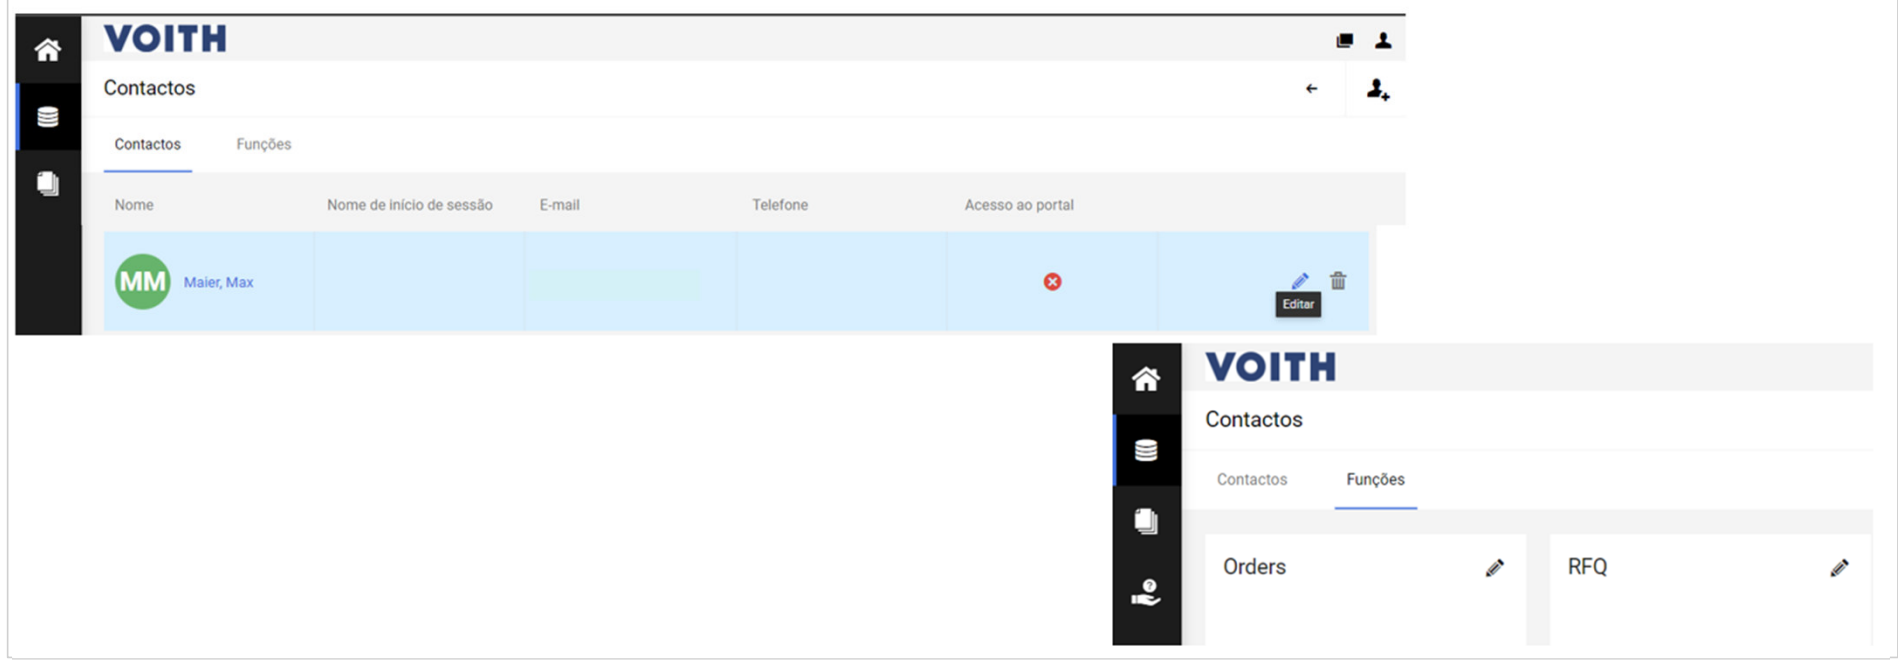 VOITH
Contactos
Contactos Funções
Nome Nome de início de sessão E-mail Telefone Acesso ao portal
MM Maier, Max
Editar
VOITH
Contactos
Contactos Funções
Orders RFQ